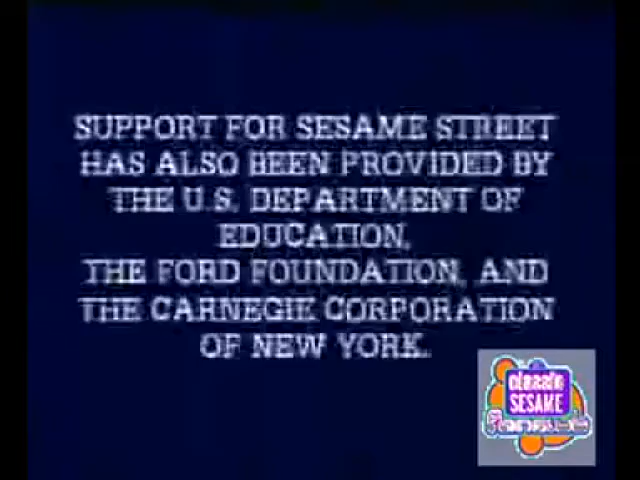 SUPPORT FOR SESAME STREET
HAS ALSO BEEN PROVIDED BY
THE U.S. DEPARTMENT OF
EDUCATION,
THE FORD FOUNDATION, AND
THE CARNEGIE CORPORATION
OF NEW YORK.
classic
SESAME